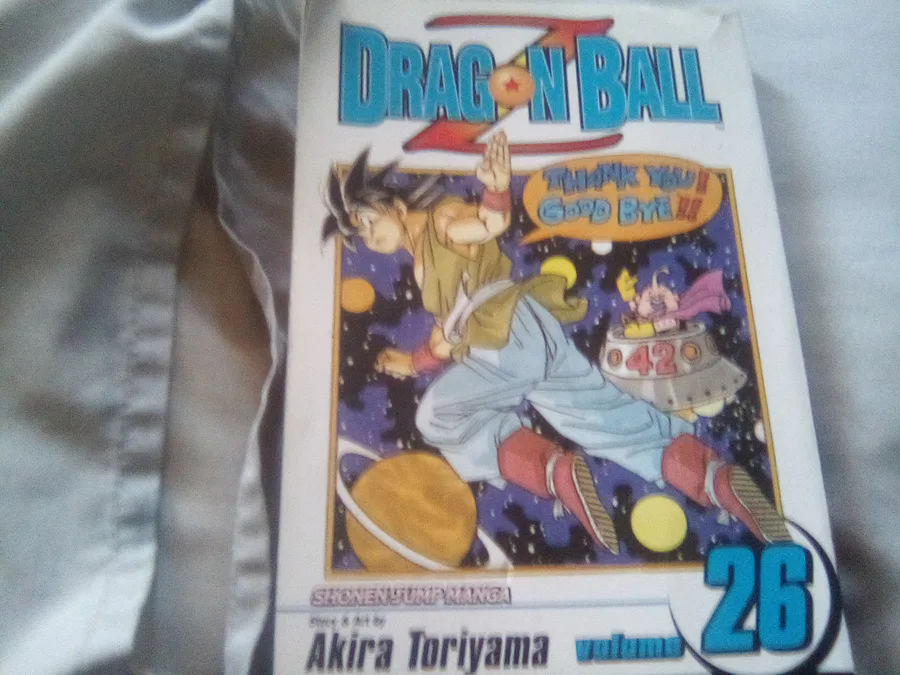 DRAGON BALL
Z
THANK YOU!
GOOD BYE!!
42
SHONEN JUMP MANGA
Story & Art by
Akira Toriyama
volume 26